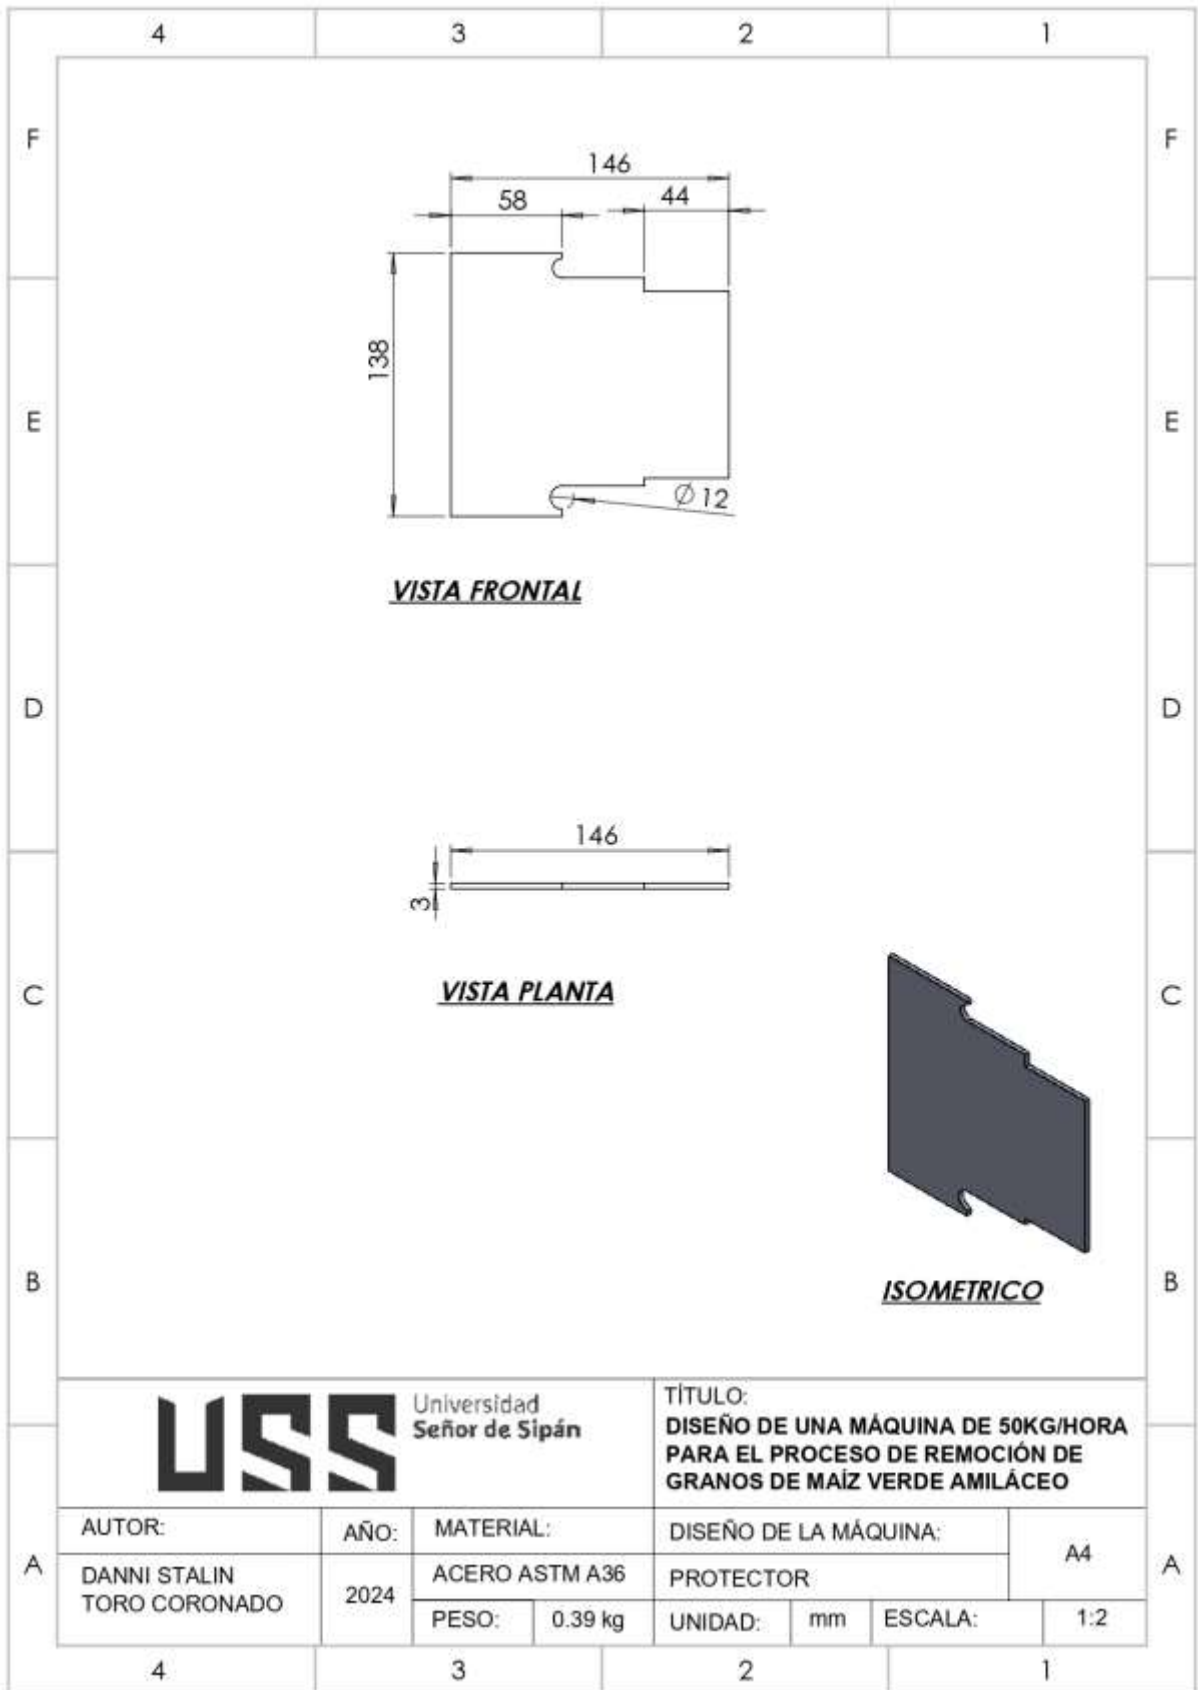 4 3 2 1
F F
146
58 44
138
E E
Ø12
VISTA FRONTAL
D D
146
3
C C
VISTA PLANTA
B B
ISOMETRICO
USS Universidad
Señor de Sipán
TÍTULO:
DISEÑO DE UNA MÁQUINA DE 50KG/HORA
PARA EL PROCESO DE REMOCIÓN DE
GRANOS DE MAÍZ VERDE AMILÁCEO
AUTOR: AÑO: MATERIAL: DISEÑO DE LA MÁQUINA: A4
A A
DANNI STALIN
TORO CORONADO
2024
ACERO ASTM A36 PROTECTOR
PESO: 0.39 kg UNIDAD: mm ESCALA: 1:2
4 3 2 1